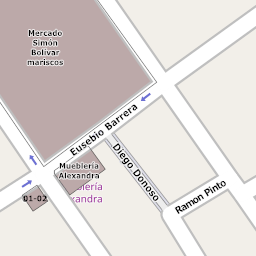 Mercado
Simón
Bolívar
mariscos
Eusebio Barrera
Diego Donoso
Mueblería
Alexandra
Ramon Pinto
01-02